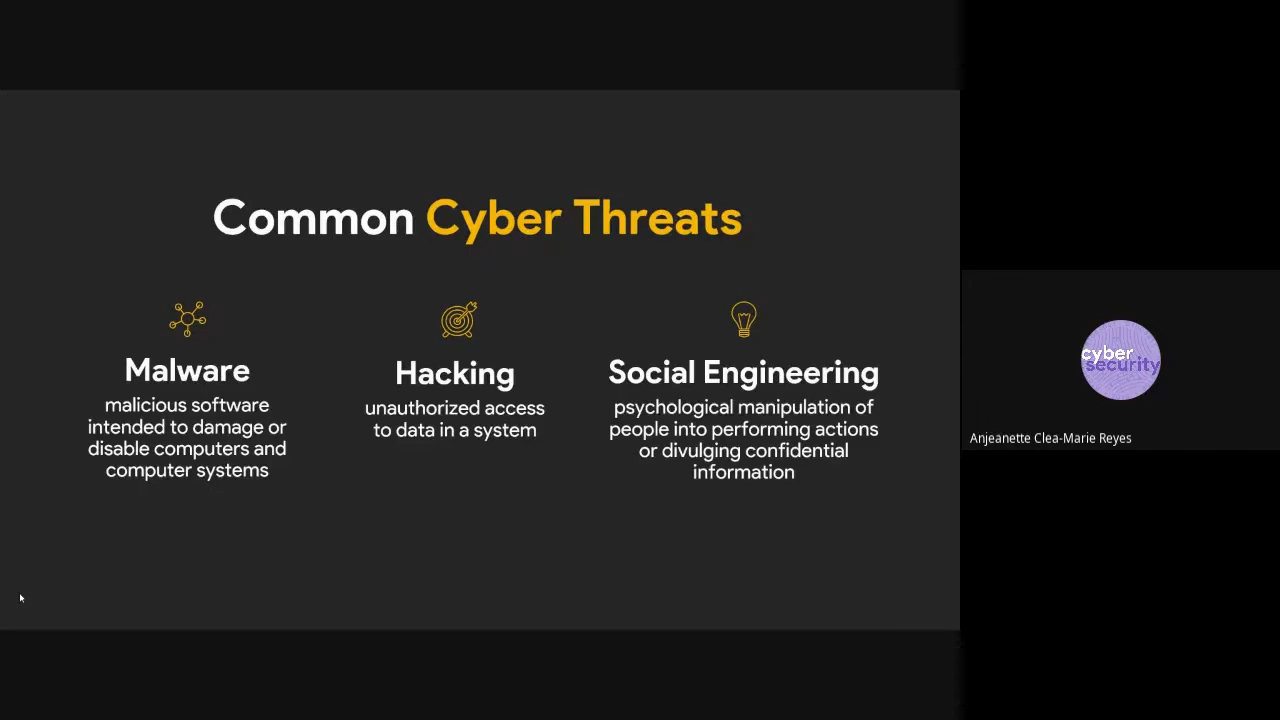 Common Cyber Threats
Malware
malicious software
intended to damage or
disable computers and
computer systems
Hacking
unauthorized access
to data in a system
Social Engineering
psychological manipulation of
people into performing actions
or divulging confidential
information
cyber
security
Anjeanette Clea-Marie Reyes